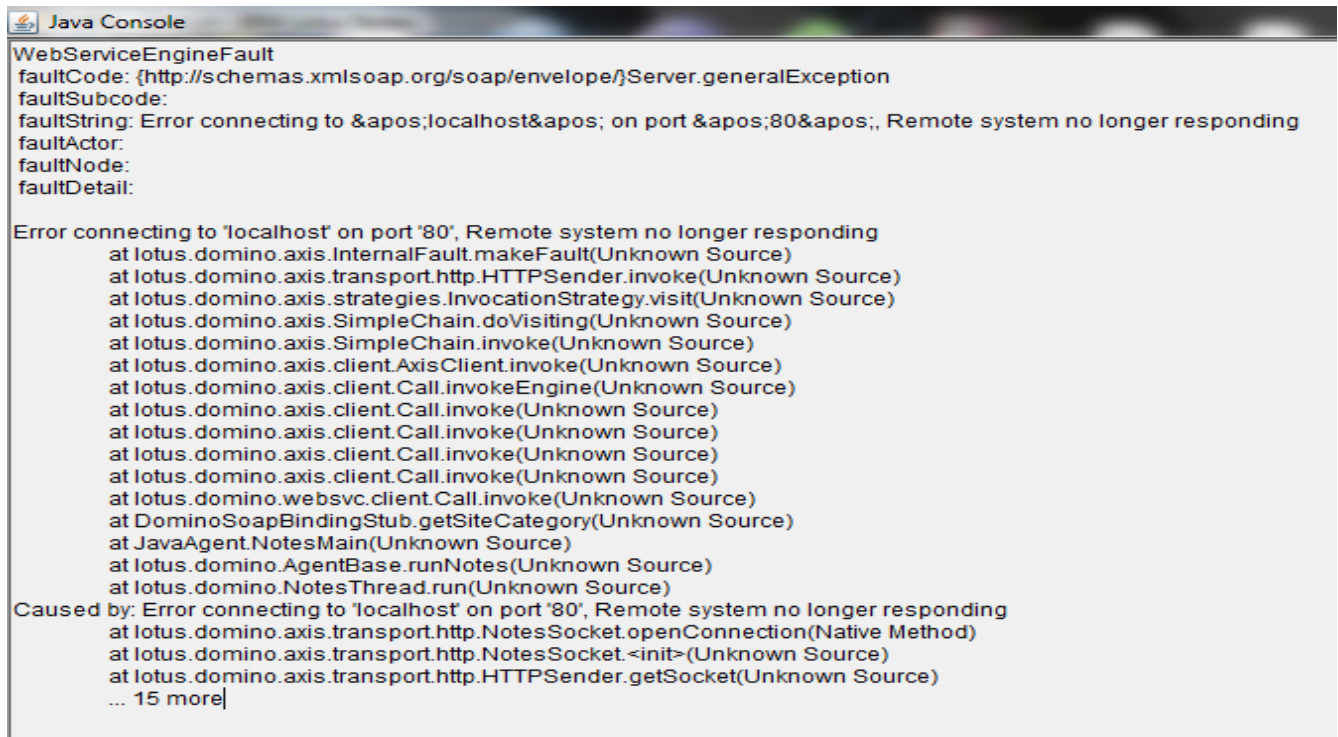 Java Console
WebServiceEngineFault
faultCode: {http://schemas.xmlsoap.org/soap/envelope/}Server.generalException
faultSubcode:
faultString: Error connecting to &apos;localhost&apos; on port &apos;80&apos;, Remote system no longer responding
faultActor:
faultNode:
faultDetail:
Error connecting to 'localhost' on port '80', Remote system no longer responding
at lotus.domino.axis.InternalFault.makeFault(Unknown Source)
at lotus.domino.axis.transport.http.HTTPSender.invoke(Unknown Source)
at lotus.domino.axis.strategies.InvocationStrategy.visit(Unknown Source)
at lotus.domino.axis.SimpleChain.doVisiting(Unknown Source)
at lotus.domino.axis.SimpleChain.invoke(Unknown Source)
at lotus.domino.axis.client.AxisClient.invoke(Unknown Source)
at lotus.domino.axis.client.Call.invokeEngine(Unknown Source)
at lotus.domino.axis.client.Call.invoke(Unknown Source)
at lotus.domino.axis.client.Call.invoke(Unknown Source)
at lotus.domino.axis.client.Call.invoke(Unknown Source)
at lotus.domino.axis.client.Call.invoke(Unknown Source)
at lotus.domino.websvc.client.Call.invoke(Unknown Source)
at DominoSoapBindingStub.getSiteCategory(Unknown Source)
at JavaAgent.NotesMain(Unknown Source)
at lotus.domino.AgentBase.runNotes(Unknown Source)
at lotus.domino.NotesThread.run(Unknown Source)
Caused by: Error connecting to 'localhost' on port '80', Remote system no longer responding
at lotus.domino.axis.transport.http.NotesSocket.openConnection(Native Method)
at lotus.domino.axis.transport.http.NotesSocket.<init>(Unknown Source)
at lotus.domino.axis.transport.http.HTTPSender.getSocket(Unknown Source)
... 15 more